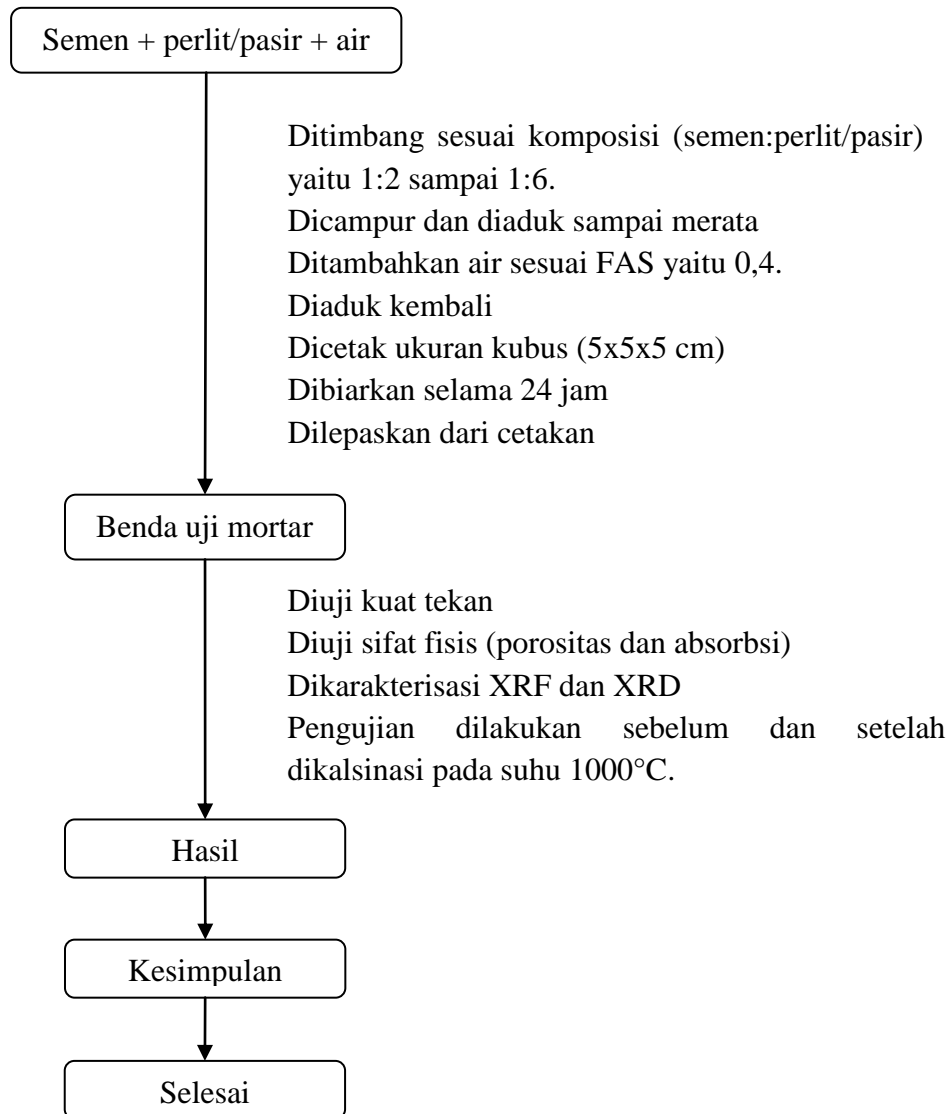 Semen + perlit/pasir + air
Ditimbang sesuai komposisi (semen:perlit/pasir)
yaitu 1:2 sampai 1:6.
Dicampur dan diaduk sampai merata
Ditambahkan air sesuai FAS yaitu 0,4.
Diaduk kembali
Dicetak ukuran kubus (5x5x5 cm)
Dibiarkan selama 24 jam
Dilepaskan dari cetakan
Benda uji mortar
Diuji kuat tekan
Diuji sifat fisis (porositas dan absorbsi)
Dikarakterisasi XRF dan XRD
Pengujian dilakukan sebelum dan setelah
dikalsinasi pada suhu 1000°C.
Hasil
Kesimpulan
Selesai